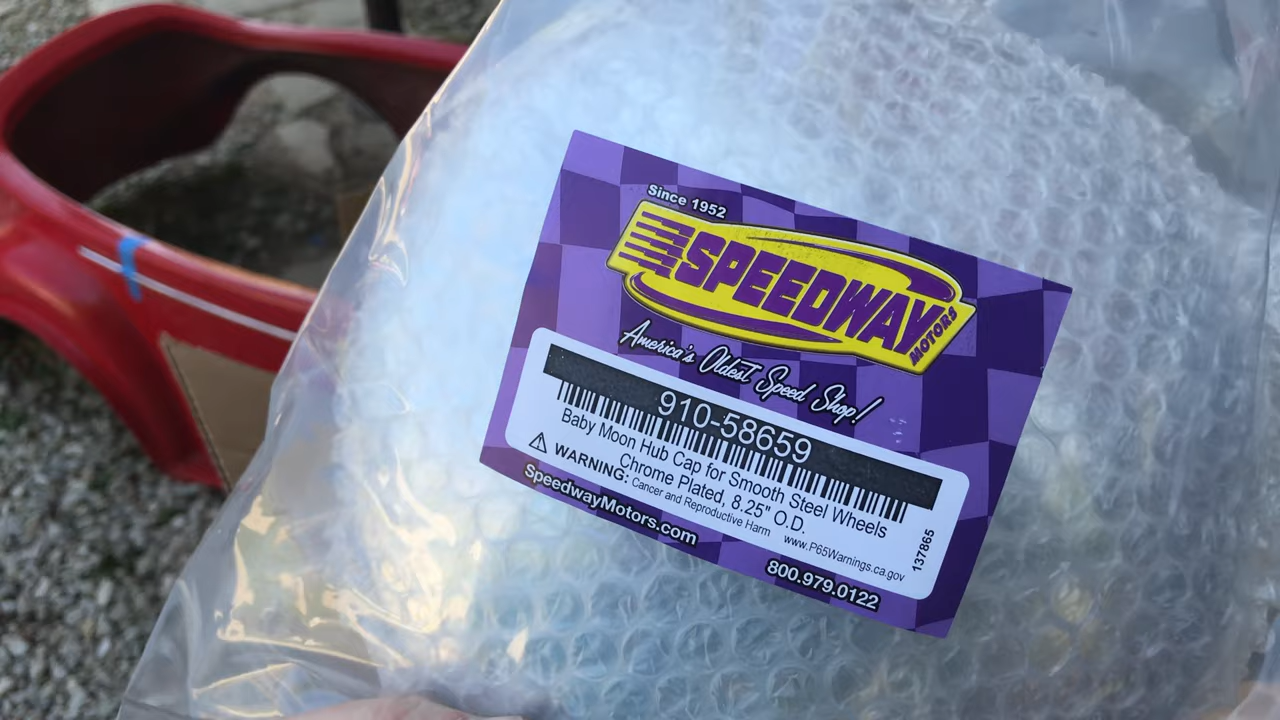 Since 1952
SPEEDWAY
MOTORS
America's Oldest Speed Shop!
910-58659
Baby Moon Hub Cap for Smooth Steel Wheels
Chrome Plated, 8.25" O.D.
WARNING: Cancer and Reproductive Harm www.P65Warnings.ca.gov
137865
SpeedwayMotors.com
800.979.0122